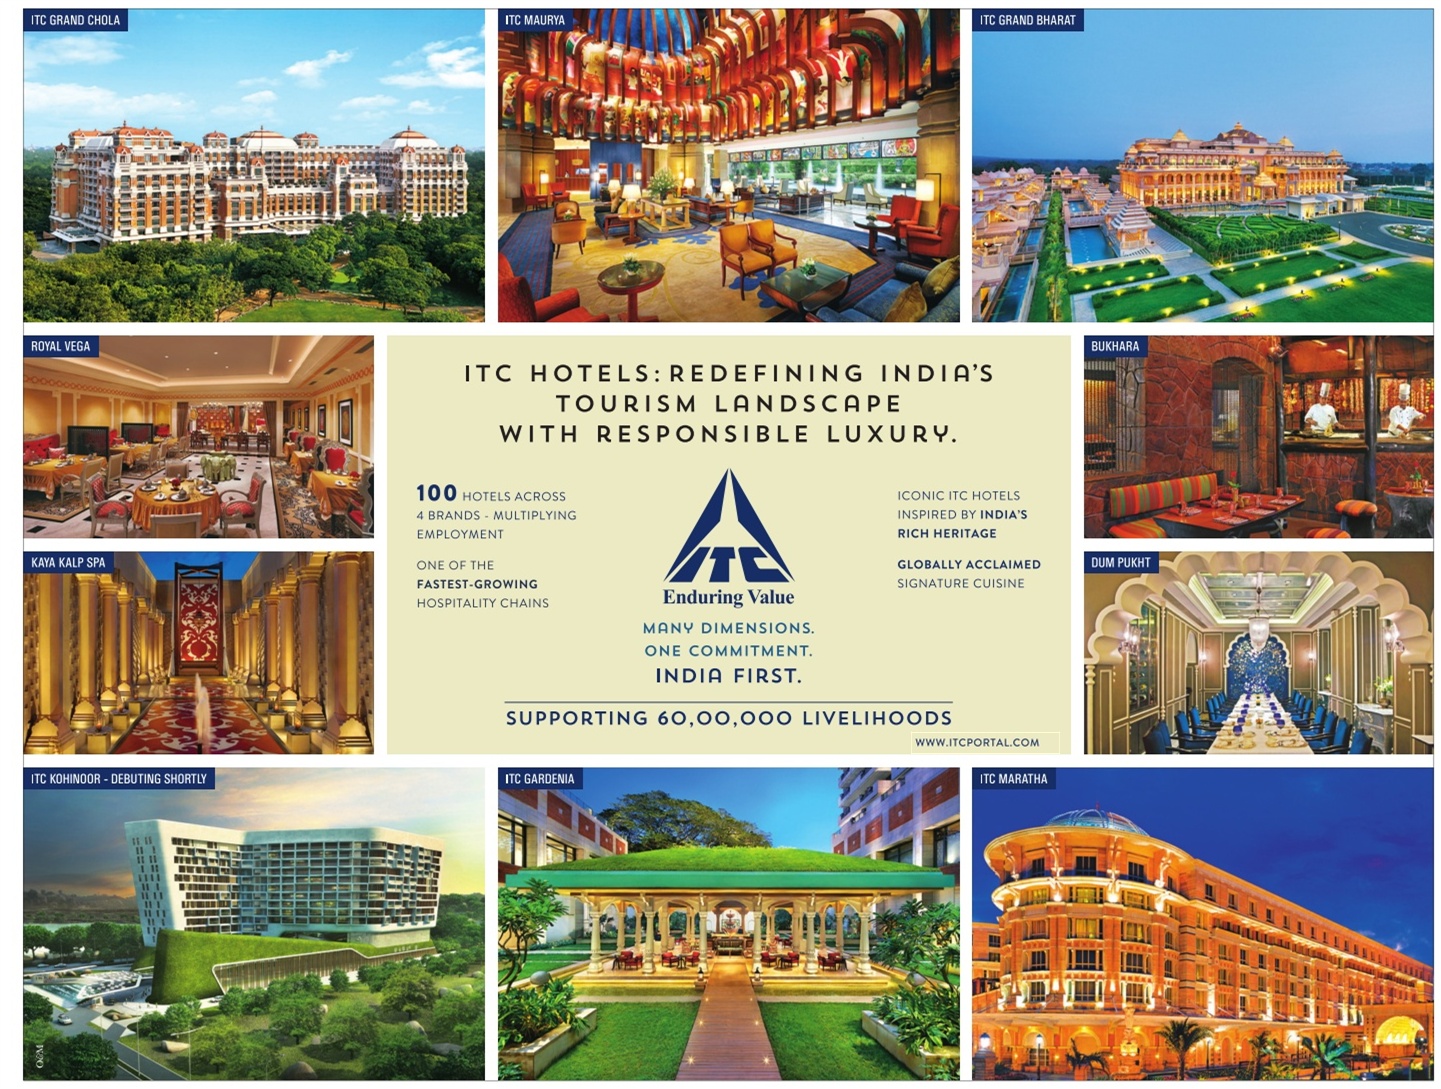 ITC GRAND CHOLA
ITC MAURYA
ITC GRAND BHARAT
ROYAL VEGA
BUKHARA
ITC HOTELS: REDEFINING INDIA'S
TOURISM LANDSCAPE
WITH RESPONSIBLE LUXURY.
100 HOTELS ACROSS
4 BRANDS - MULTIPLYING
EMPLOYMENT
ONE OF THE
FASTEST-GROWING
HOSPITALITY CHAINS
ITC
Enduring Value
MANY DIMENSIONS.
ONE COMMITMENT.
INDIA FIRST.
ICONIC ITC HOTELS
INSPIRED BY INDIA'S
RICH HERITAGE
GLOBALLY ACCLAIMED
SIGNATURE CUISINE
SUPPORTING 60,00,000 LIVELIHOODS
WWW.ITCPORTAL.COM
KAYA KALP SPA
DUM PUKHT
ITC KOHINOOR - DEBUTING SHORTLY
ITC GARDENIA
ITC MARATHA